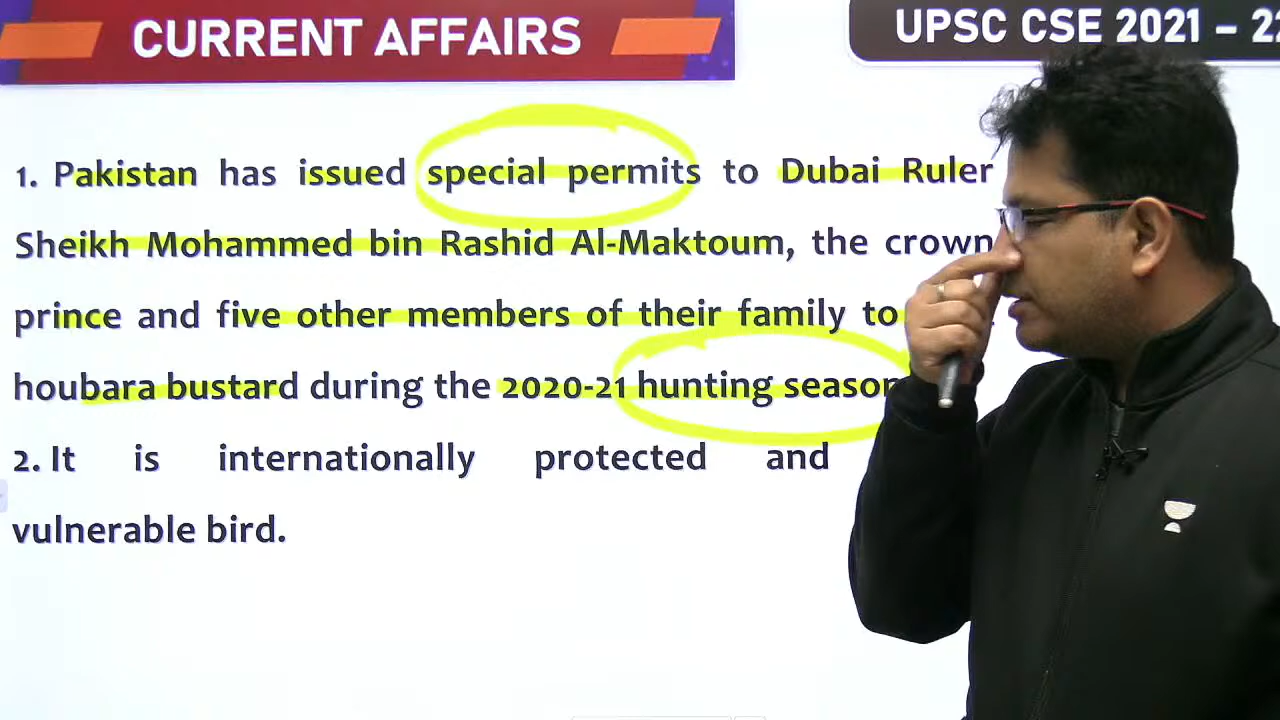 CURRENT AFFAIRS
UPSC CSE 2021 – 22
1. Pakistan has issued special permits to Dubai Ruler
Sheikh Mohammed bin Rashid Al-Maktoum, the crown
prince and five other members of their family to
houbara bustard during the 2020-21 hunting season
2. It is internationally protected and
vulnerable bird.